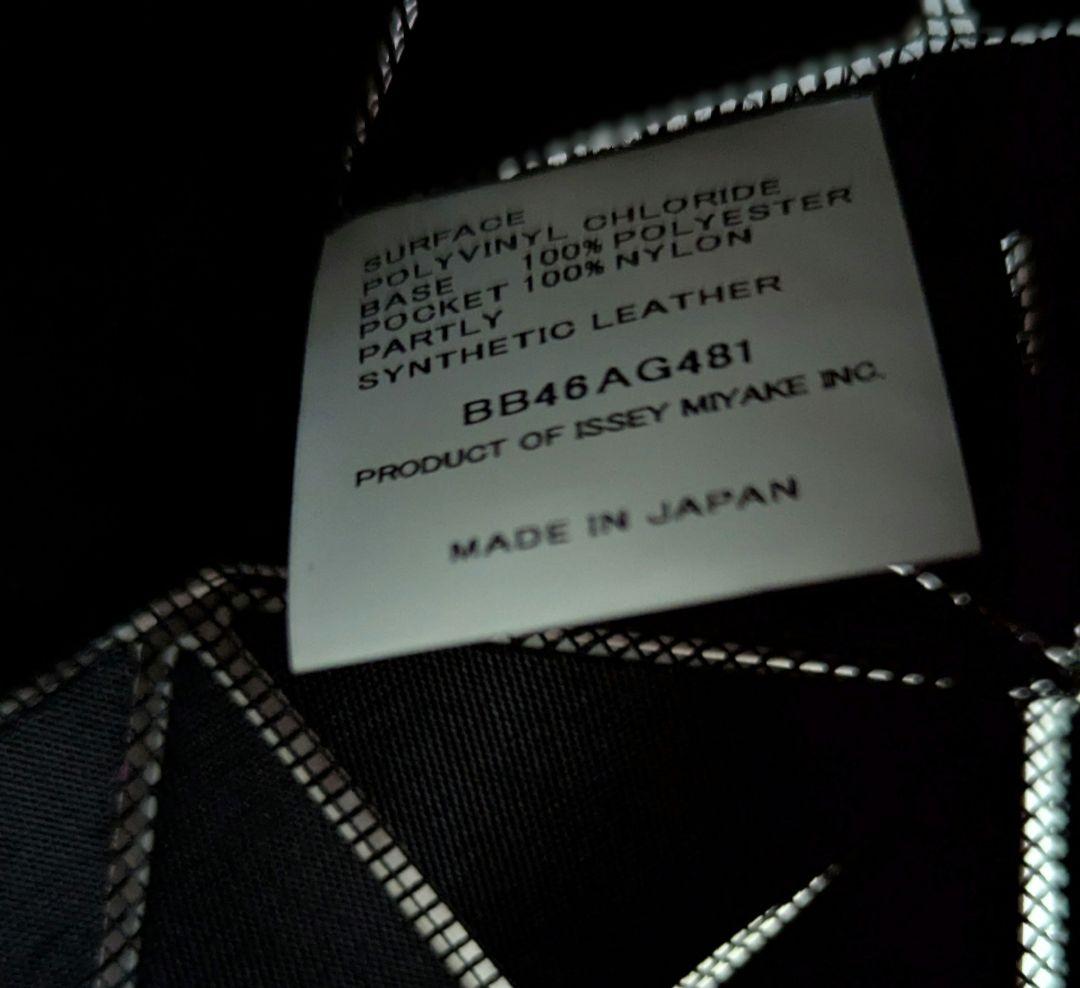 SURFACE
POLYVINYL CHLORIDE
BASE 100% POLYESTER
POCKET 100% NYLON
PARTLY
SYNTHETIC LEATHER
BB46AG481
PRODUCT OF ISSEY MIYAKE INC.
MADE IN JAPAN